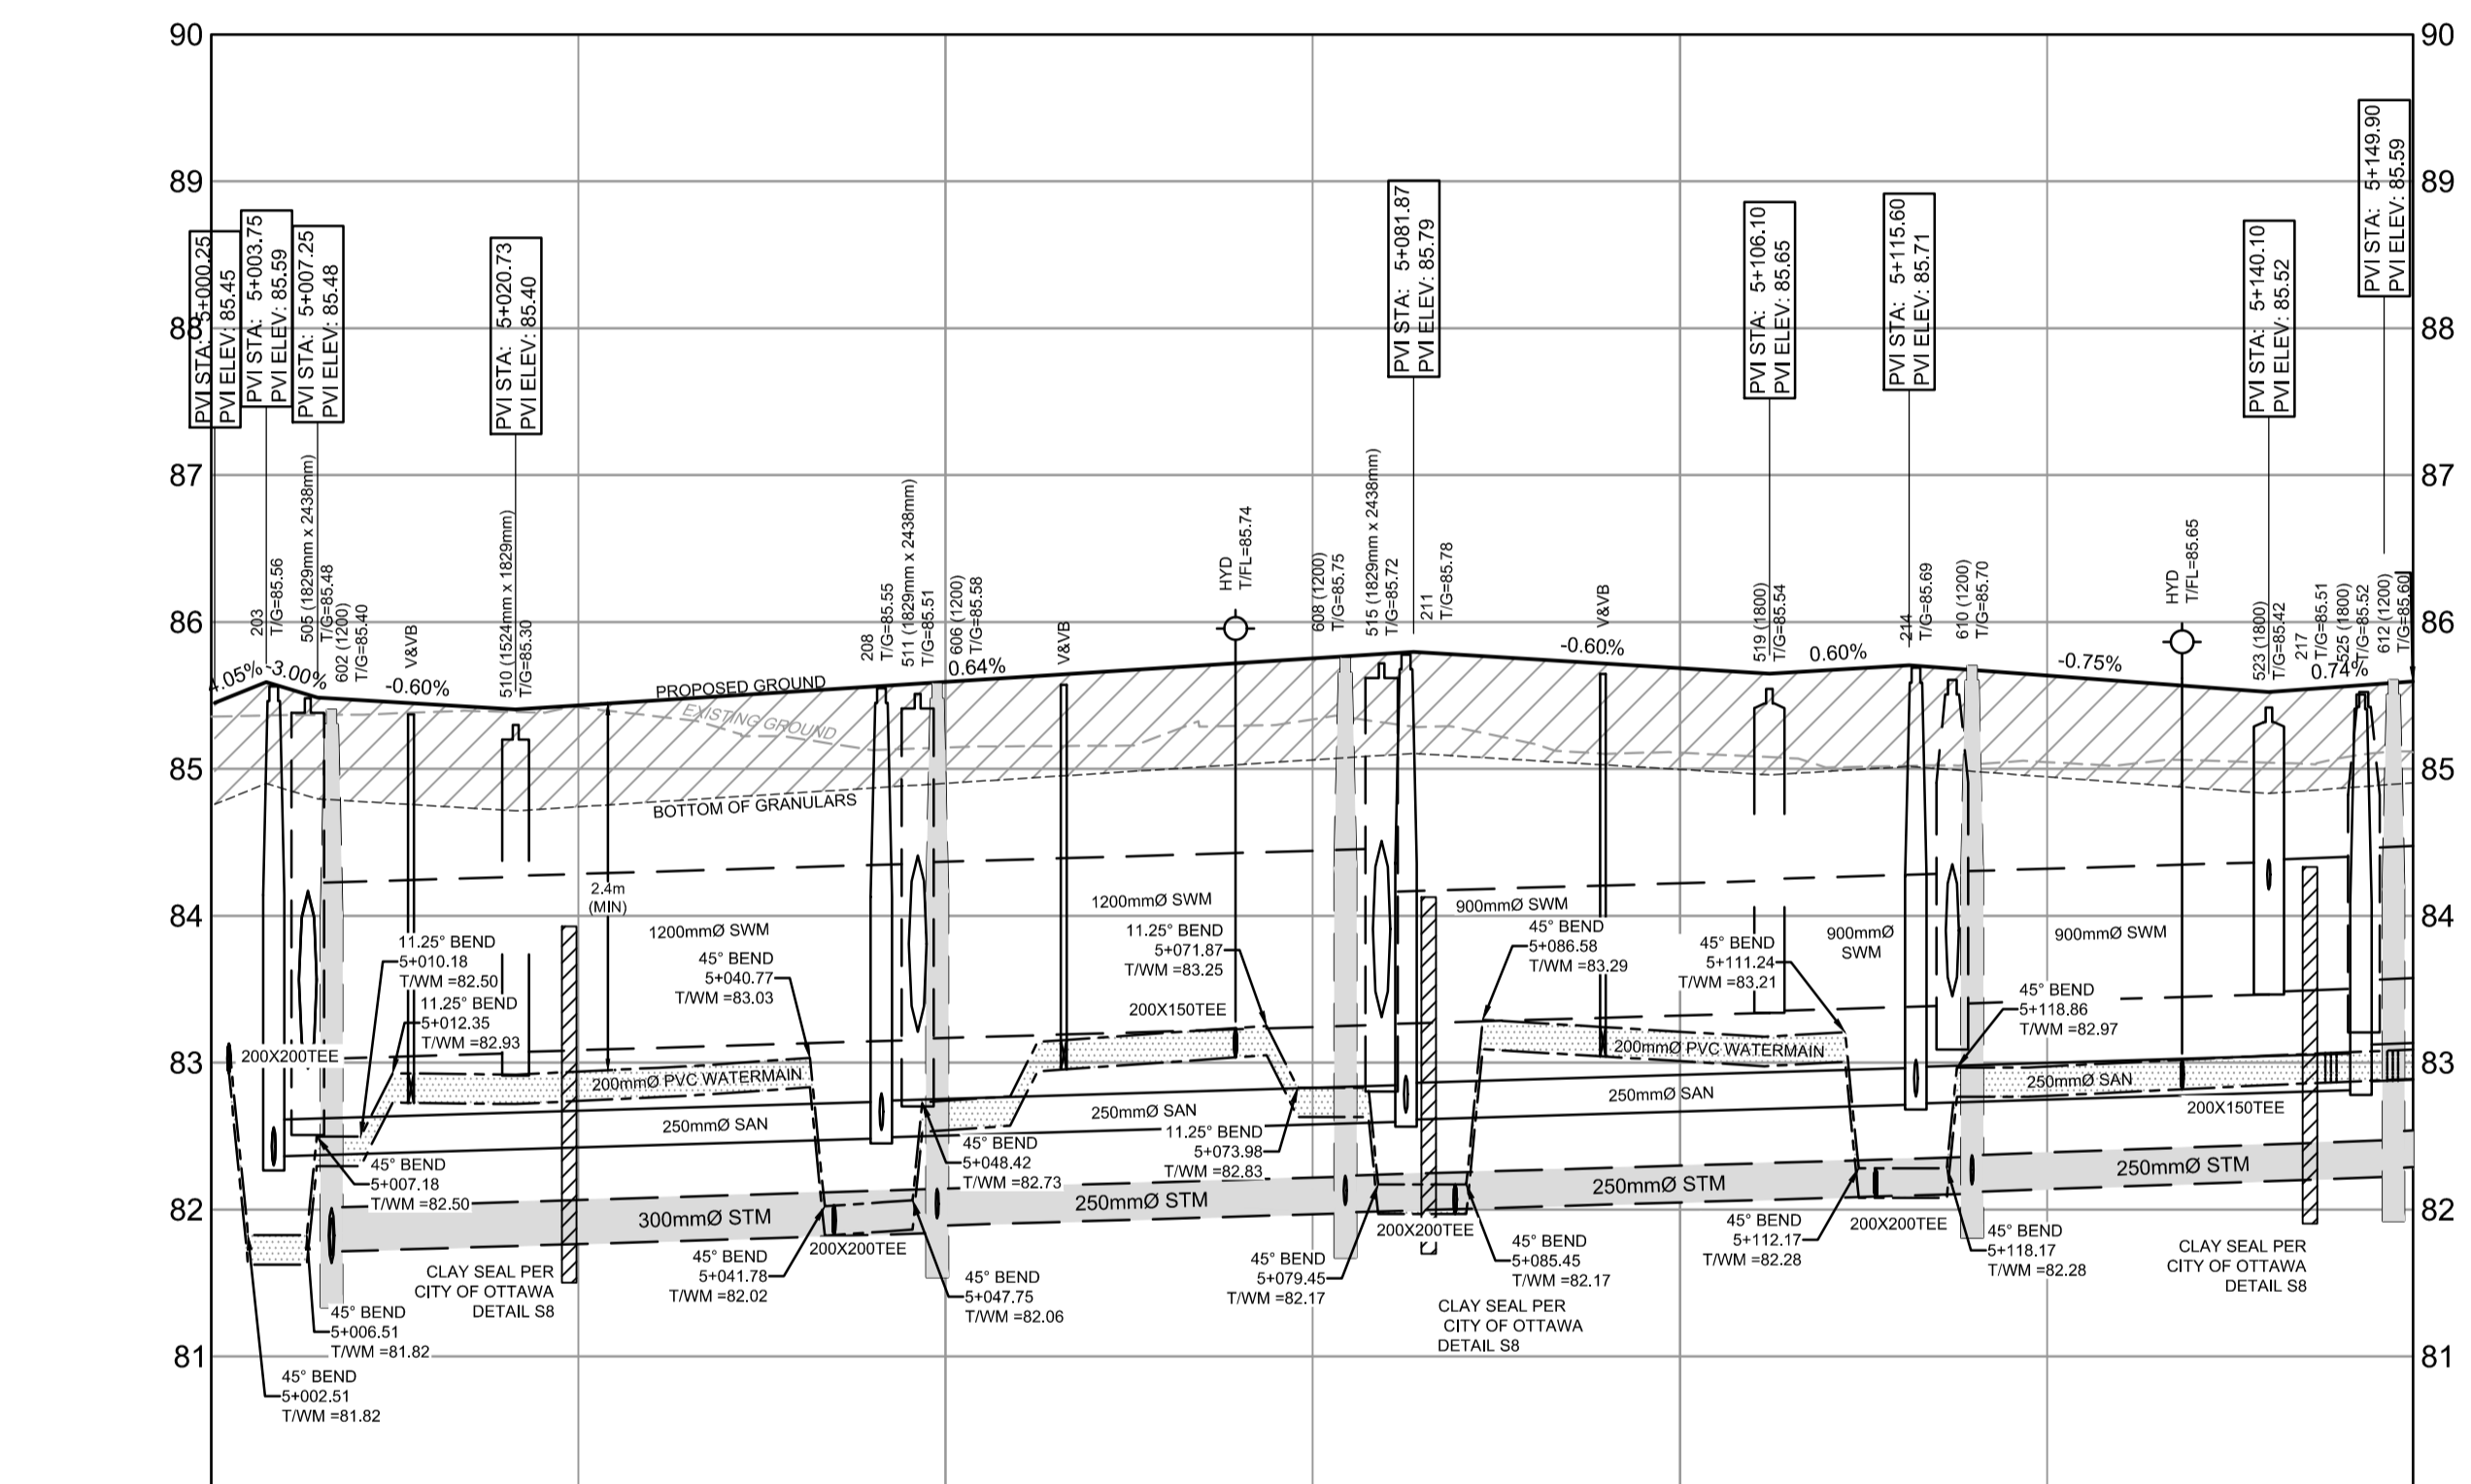 90
90
89
89
88
88
87
87
86
86
85
85
84
84
83
83
82
82
81
81
PVI STA: 5+000.25
PVI ELEV: 85.45
PVI STA: 5+003.75
PVI ELEV: 85.59
PVI STA: 5+007.25
PVI ELEV: 85.48
PVI STA: 5+020.73
PVI ELEV: 85.40
PVI STA: 5+081.87
PVI ELEV: 85.79
PVI STA: 5+106.10
PVI ELEV: 85.65
PVI STA: 5+115.60
PVI ELEV: 85.71
PVI STA: 5+140.10
PVI ELEV: 85.52
PVI STA: 5+149.90
PVI ELEV: 85.59
203
T/G=85.56
505 (1829mm x 2438mm)
T/G=85.48
602 (1200)
T/G=85.40
V&VB
510 (1524mm x 1829mm)
T/G=85.30
208
T/G=85.55
511 (1829mm x 2438mm)
T/G=85.51
606 (1200)
T/G=85.58
V&VB
HYD
T/FL=85.74
608 (1200)
T/G=85.75
515 (1829mm x 2438mm)
T/G=85.72
211
T/G=85.78
V&VB
519 (1800)
T/G=85.54
214
T/G=85.69
610 (1200)
T/G=85.70
HYD
T/FL=85.65
523 (1800)
T/G=85.42
217
T/G=85.51
525 (1800)
T/G=85.52
612 (1200)
T/G=85.60
4.05%
-3.00%
-0.60%
0.64%
-0.60%
0.60%
-0.75%
0.74%
PROPOSED GROUND
EXISTING GROUND
BOTTOM OF GRANULARS
2.4m
(MIN)
1200mmØ SWM
1200mmØ SWM
900mmØ SWM
900mmØ
SWM
900mmØ SWM
11.25° BEND
5+010.18
T/WM =82.50
11.25° BEND
5+012.35
T/WM =82.93
45° BEND
5+040.77
T/WM =83.03
11.25° BEND
5+071.87
T/WM =83.25
200X150TEE
45° BEND
5+086.58
T/WM =83.29
45° BEND
5+111.24
T/WM =83.21
45° BEND
5+118.86
T/WM =82.97
200X200TEE
200mmØ PVC WATERMAIN
200mmØ PVC WATERMAIN
250mmØ SAN
250mmØ SAN
250mmØ SAN
250mmØ SAN
200X150TEE
45° BEND
5+007.18
T/WM =82.50
45° BEND
5+048.42
T/WM =82.73
11.25° BEND
5+073.98
T/WM =82.83
300mmØ STM
250mmØ STM
250mmØ STM
250mmØ STM
200X200TEE
200X200TEE
200X200TEE
45° BEND
5+041.78
T/WM =82.02
45° BEND
5+047.75
T/WM =82.06
45° BEND
5+079.45
T/WM =82.17
45° BEND
5+085.45
T/WM =82.17
45° BEND
5+112.17
T/WM =82.28
45° BEND
5+118.17
T/WM =82.28
CLAY SEAL PER
CITY OF OTTAWA
DETAIL S8
CLAY SEAL PER
CITY OF OTTAWA
DETAIL S8
CLAY SEAL PER
CITY OF OTTAWA
DETAIL S8
45° BEND
5+006.51
T/WM =81.82
45° BEND
5+002.51
T/WM =81.82